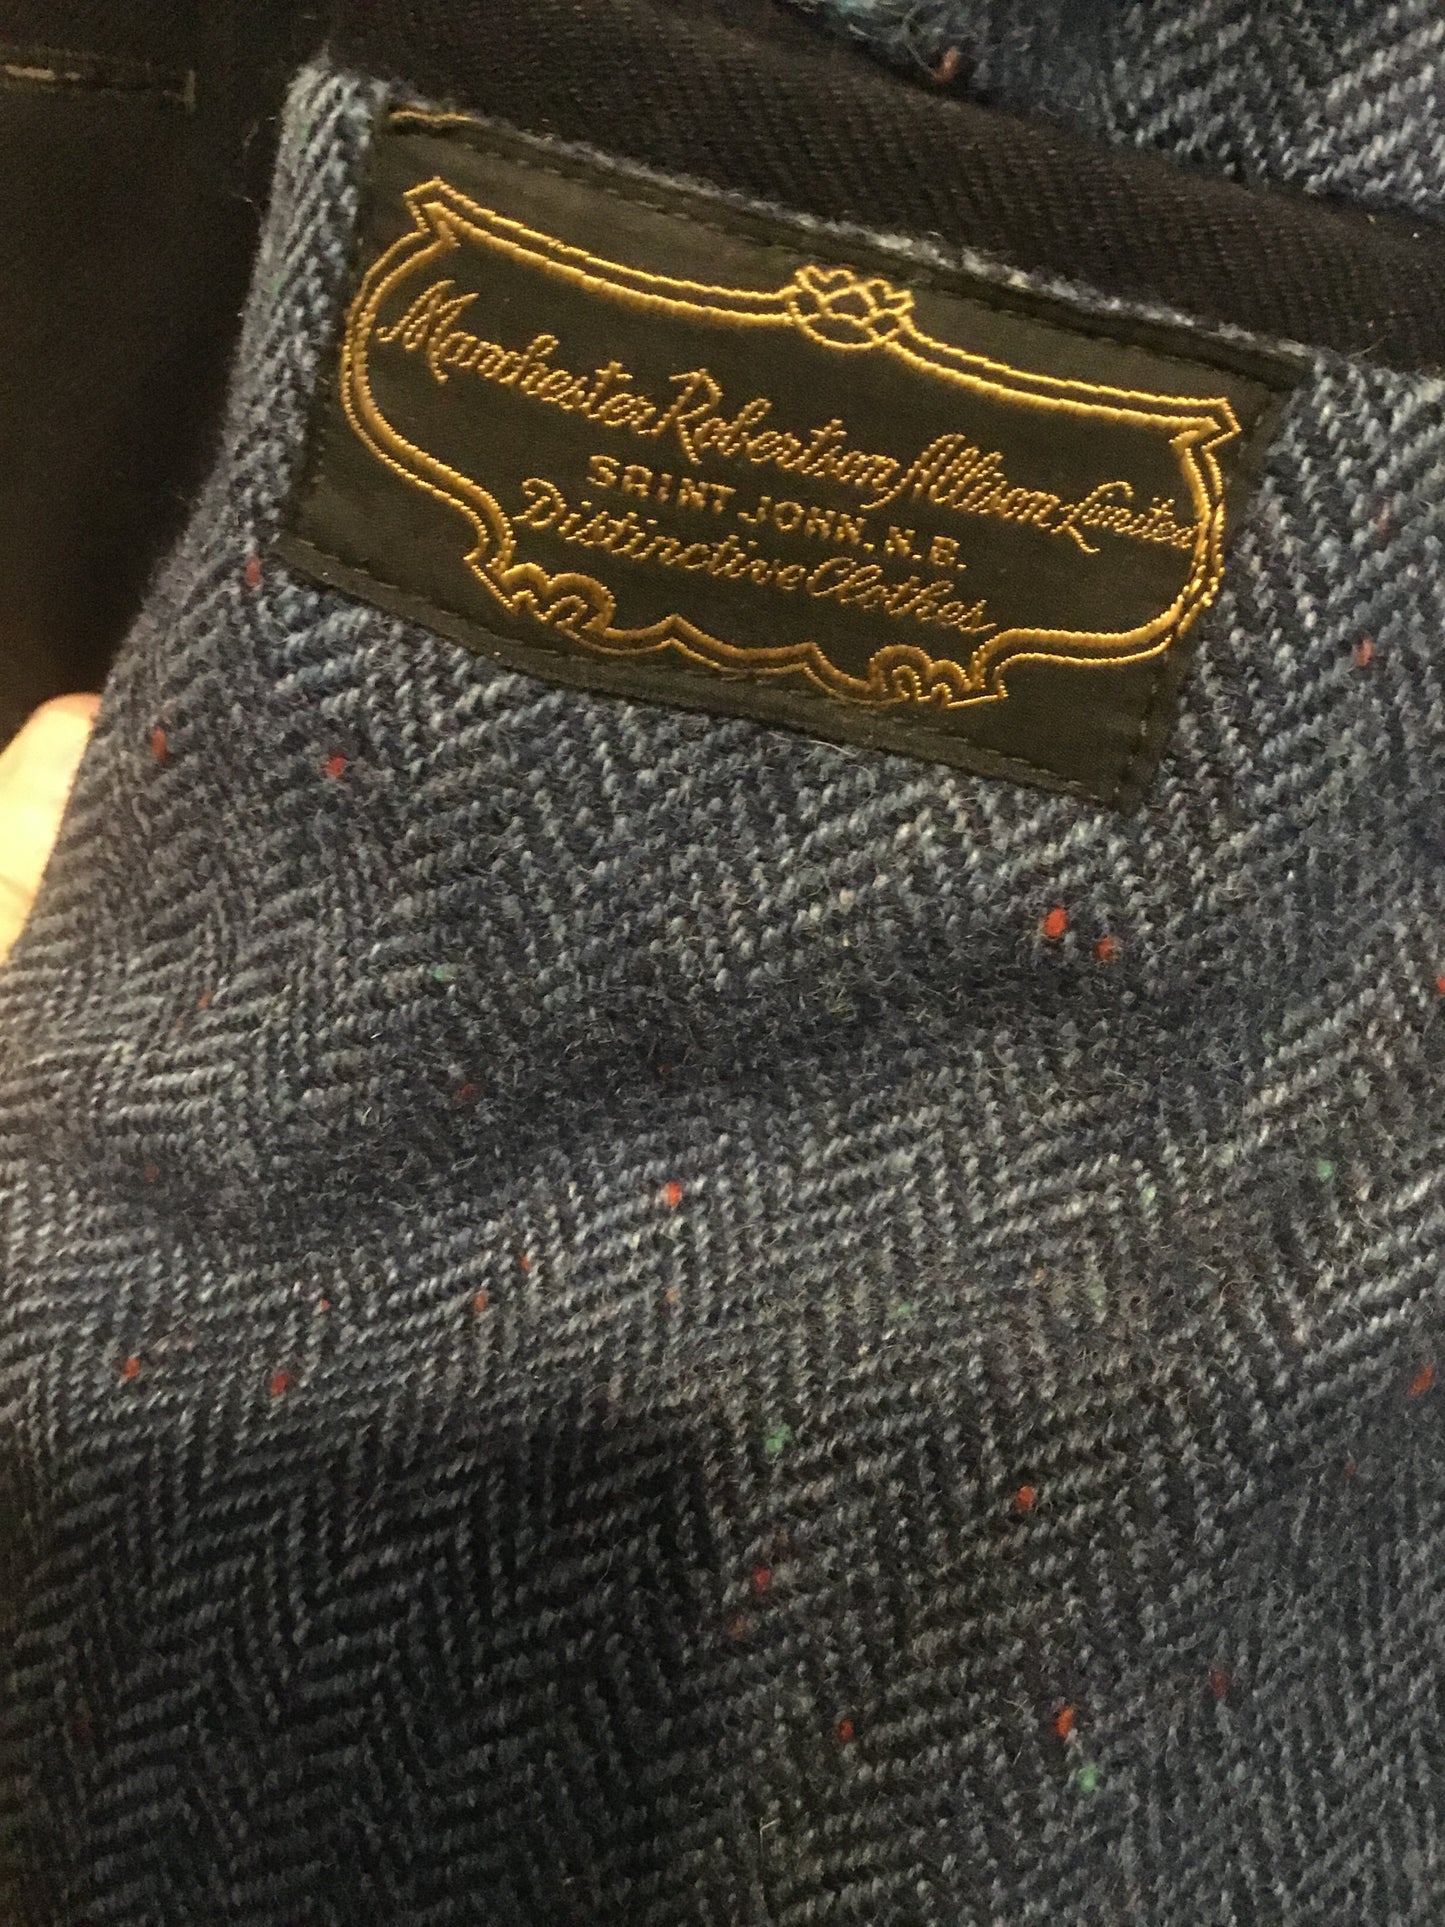 Manchester Robertson Allison Limited
SAINT JOHN, N.B.
Distinctive Clothes